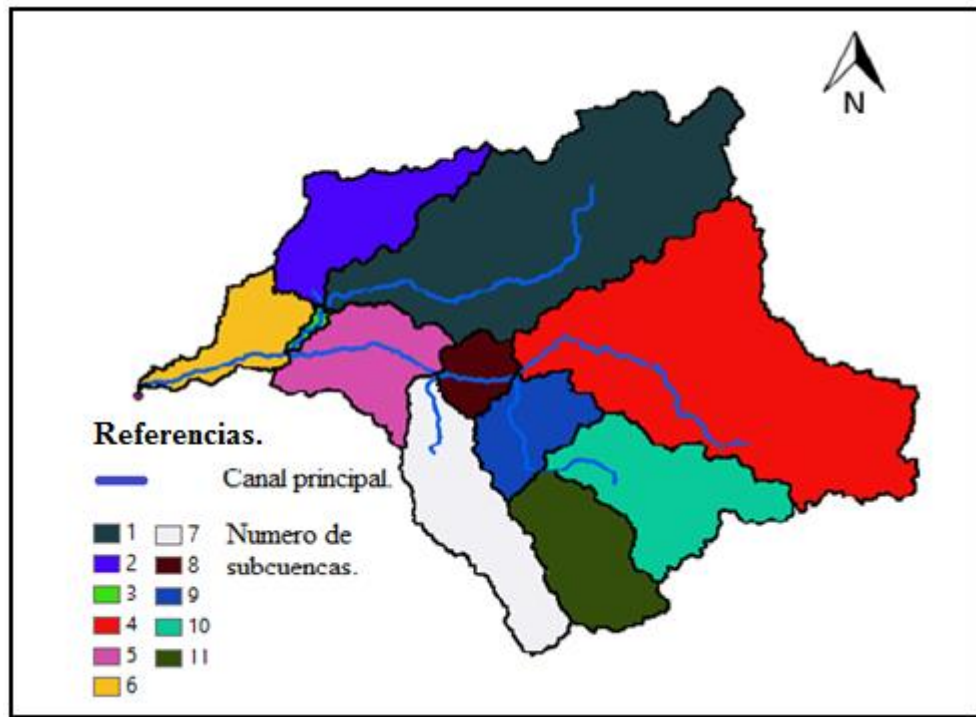 N
Referencias.
Canal principal.
1
2
3
4
5
6
7
8
9
10
11
Numero de
subcuencas.